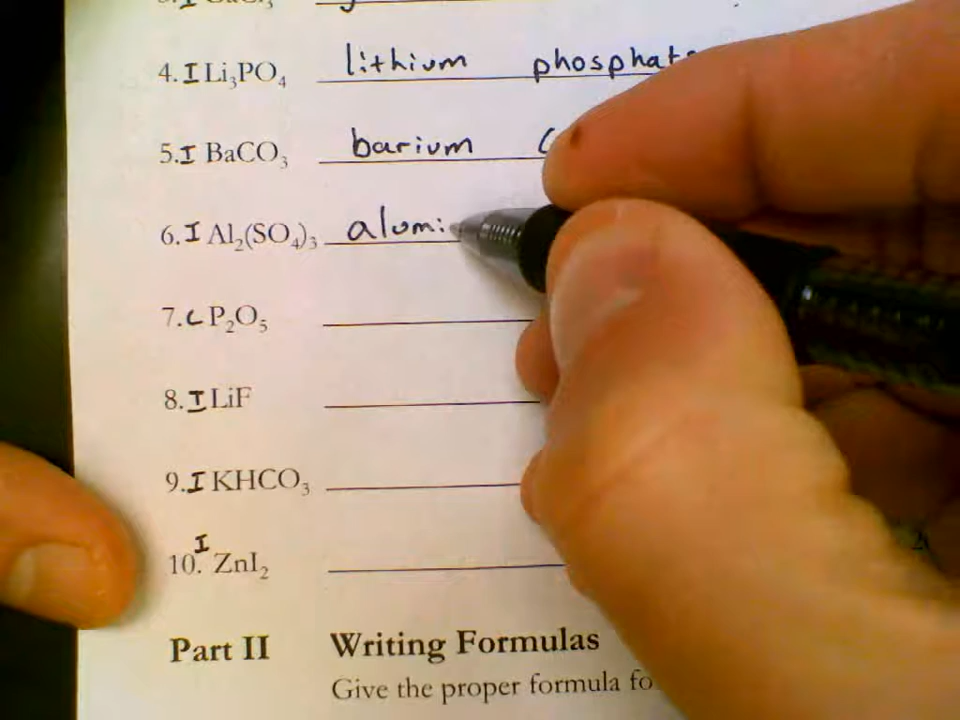 4. I Li₃PO₄ lithium phosphat
5. I BaCO₃ barium
6. I Al₂(SO₄)₃ alumi
7. C P₂O₅
8. I LiF
9. I KHCO₃
10. I ZnI₂
Part II Writing Formulas
Give the proper formula fo